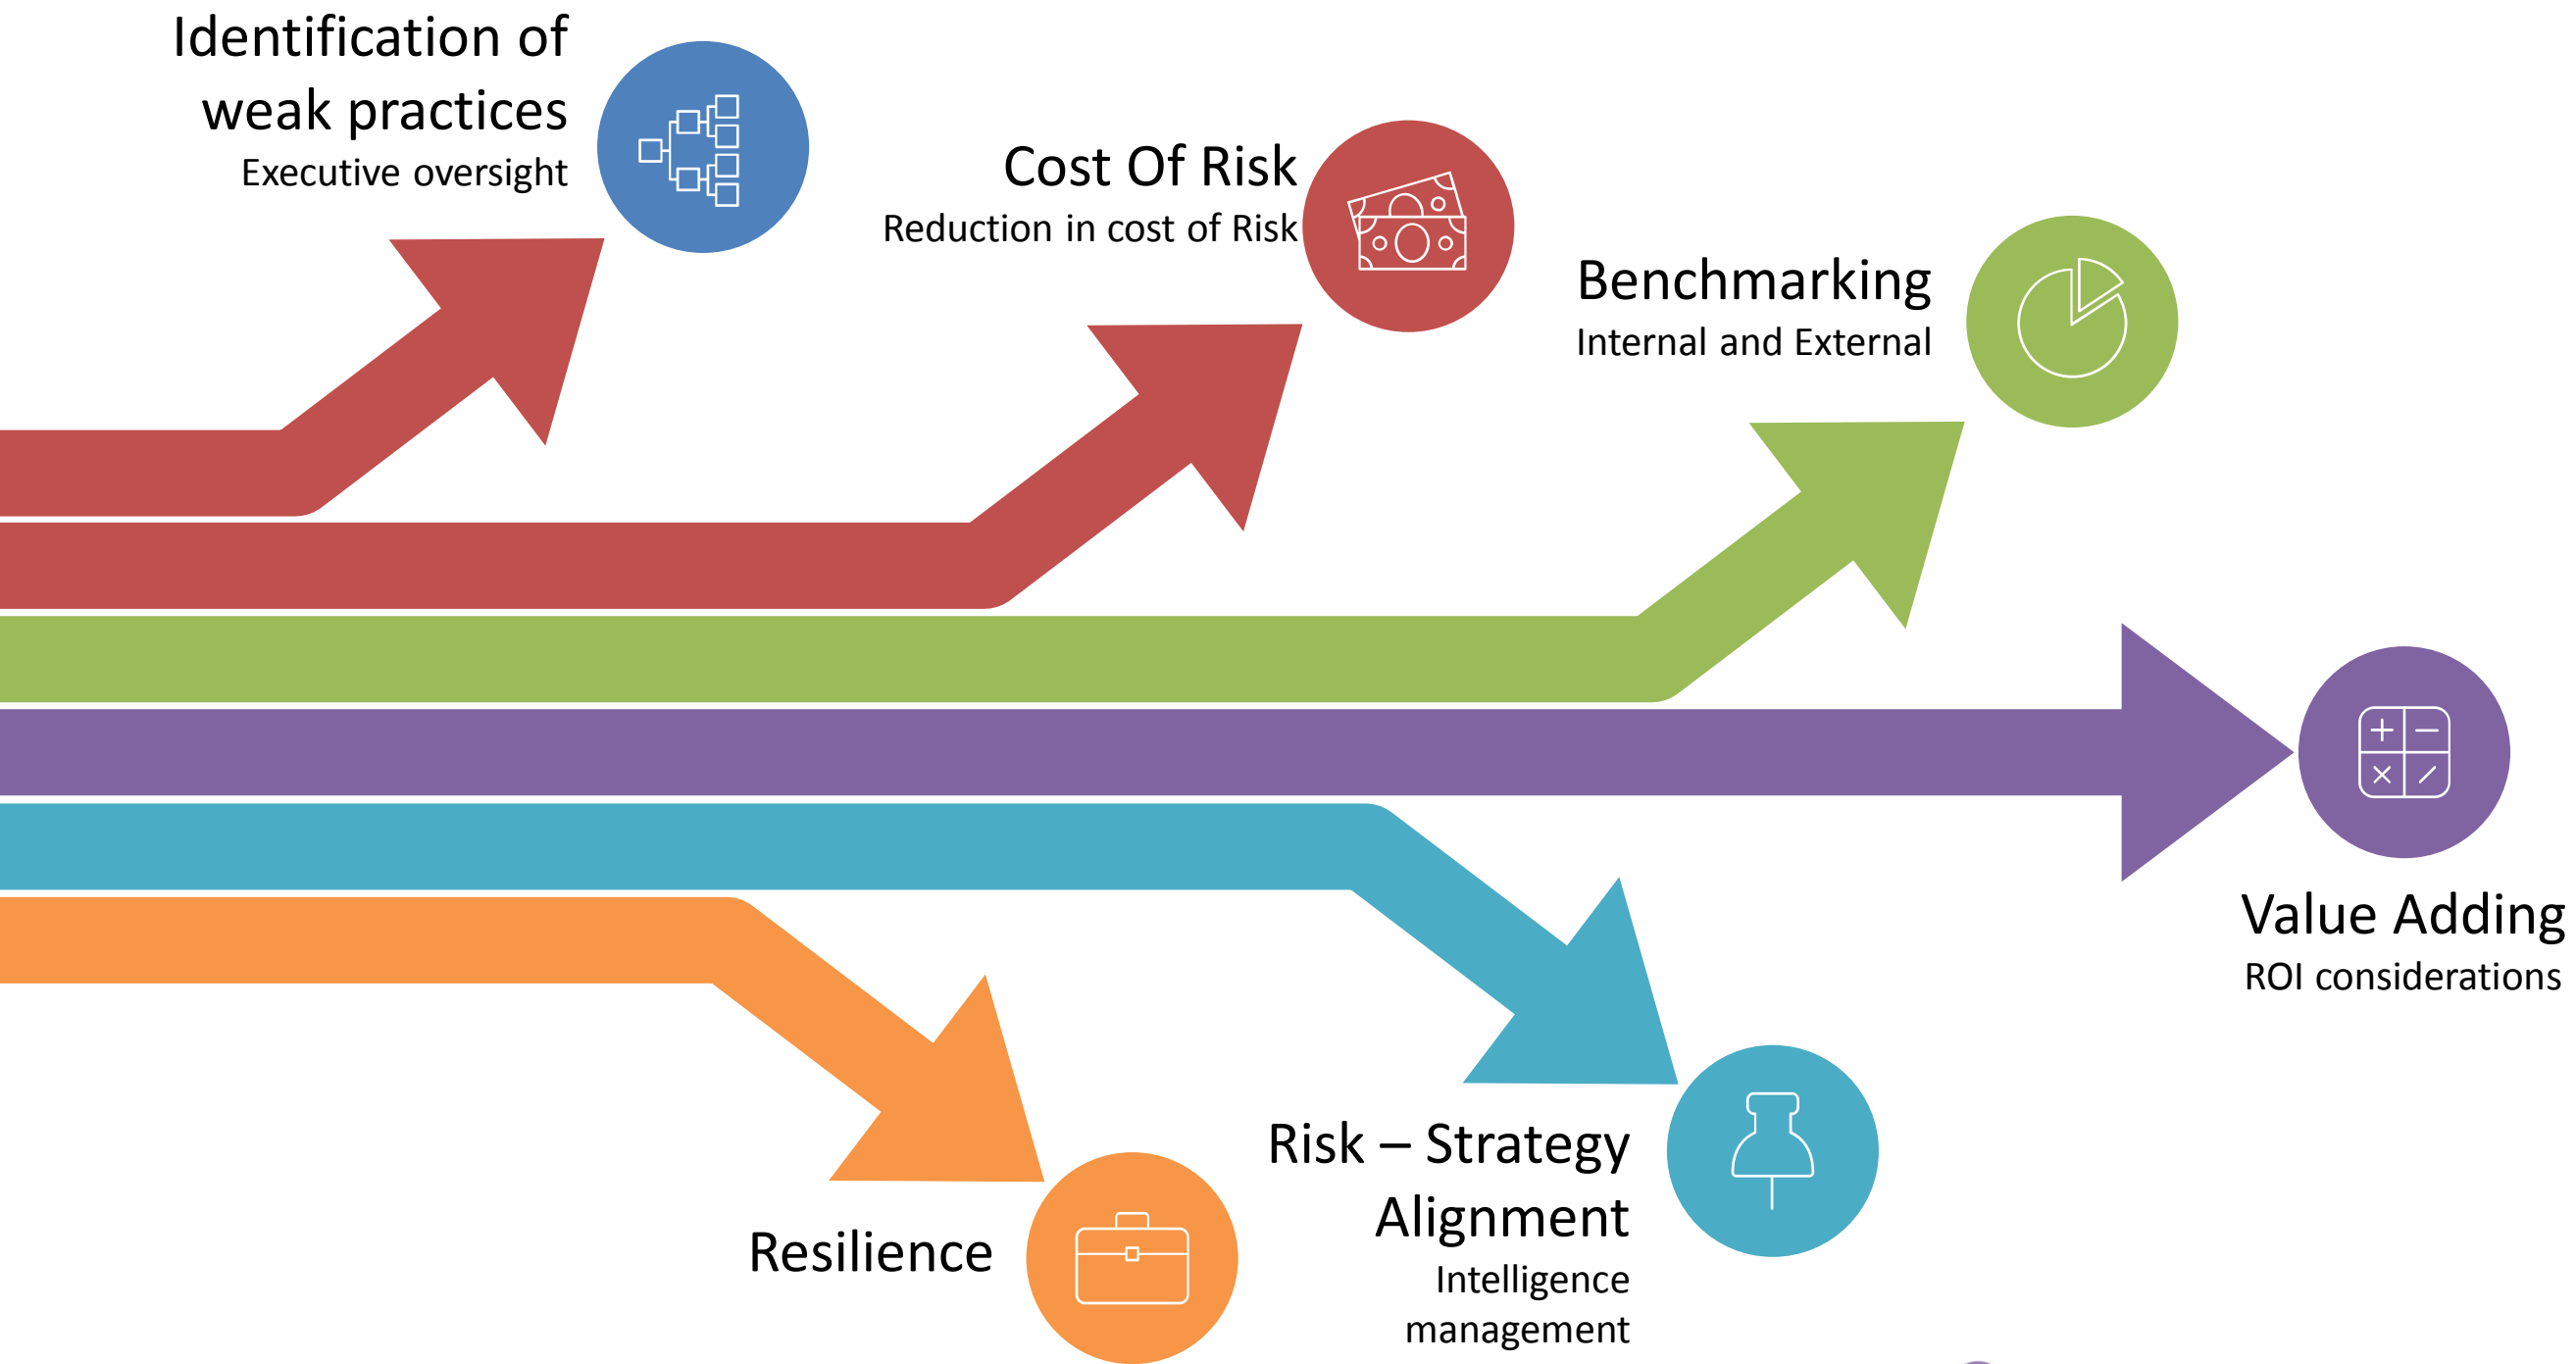 Identification of
weak practices
Executive oversight
Cost Of Risk
Reduction in cost of Risk
Benchmarking
Internal and External
Value Adding
ROI considerations
Risk – Strategy
Alignment
Intelligence
management
Resilience